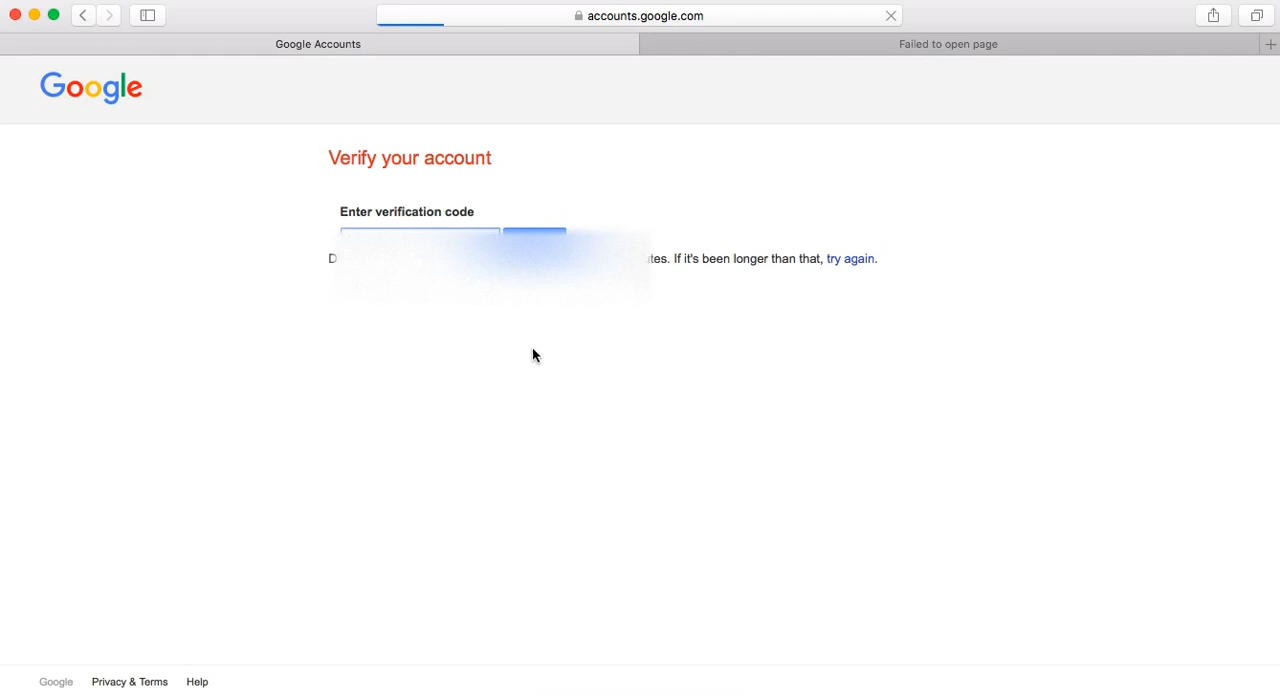 accounts.google.com
Google Accounts
Failed to open page
Google
Verify your account
Enter verification code
If it's been longer than that, try again.
Google Privacy & Terms Help